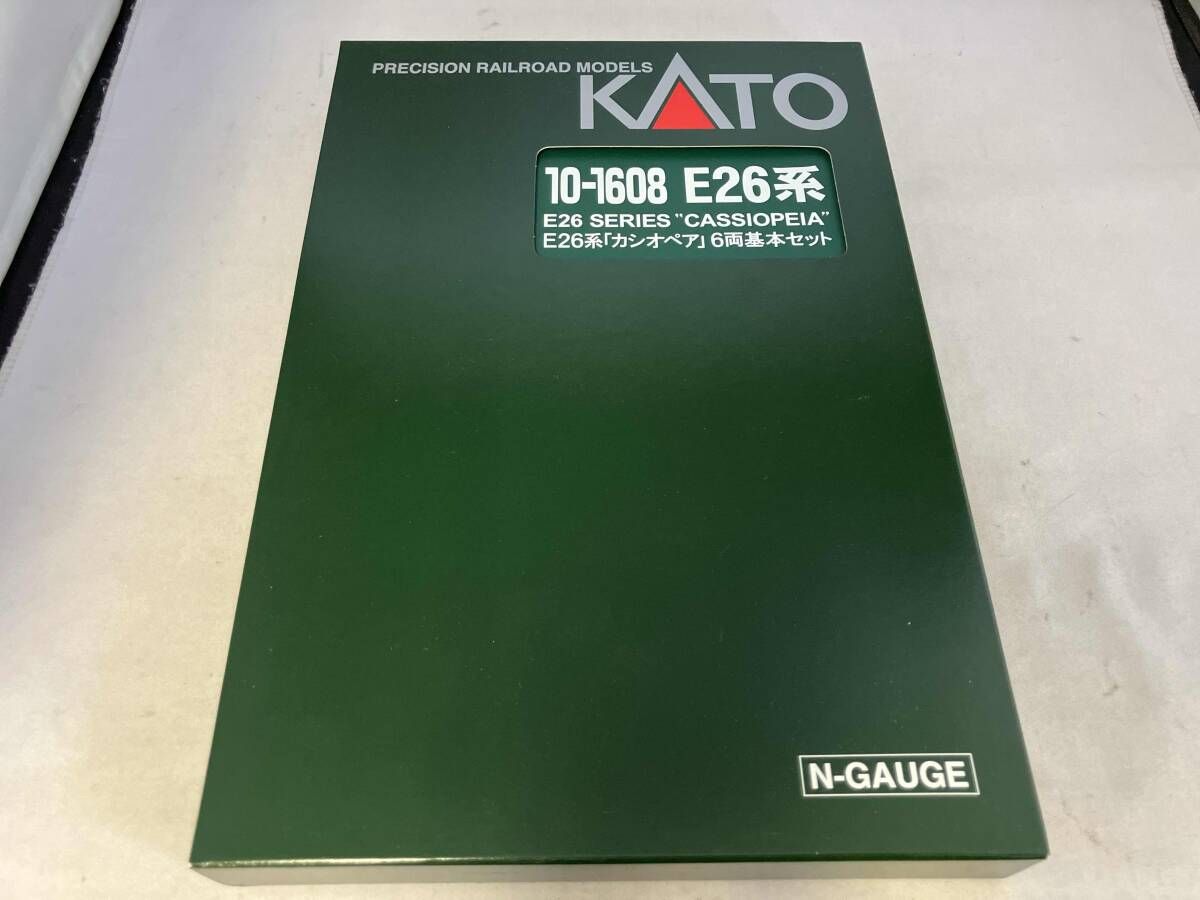 PRECISION RAILROAD MODELS
KATO
10-1608 E26系
E26 SERIES "CASSIOPEIA"
E26系「カシオペア」6両基本セット
N-GAUGE